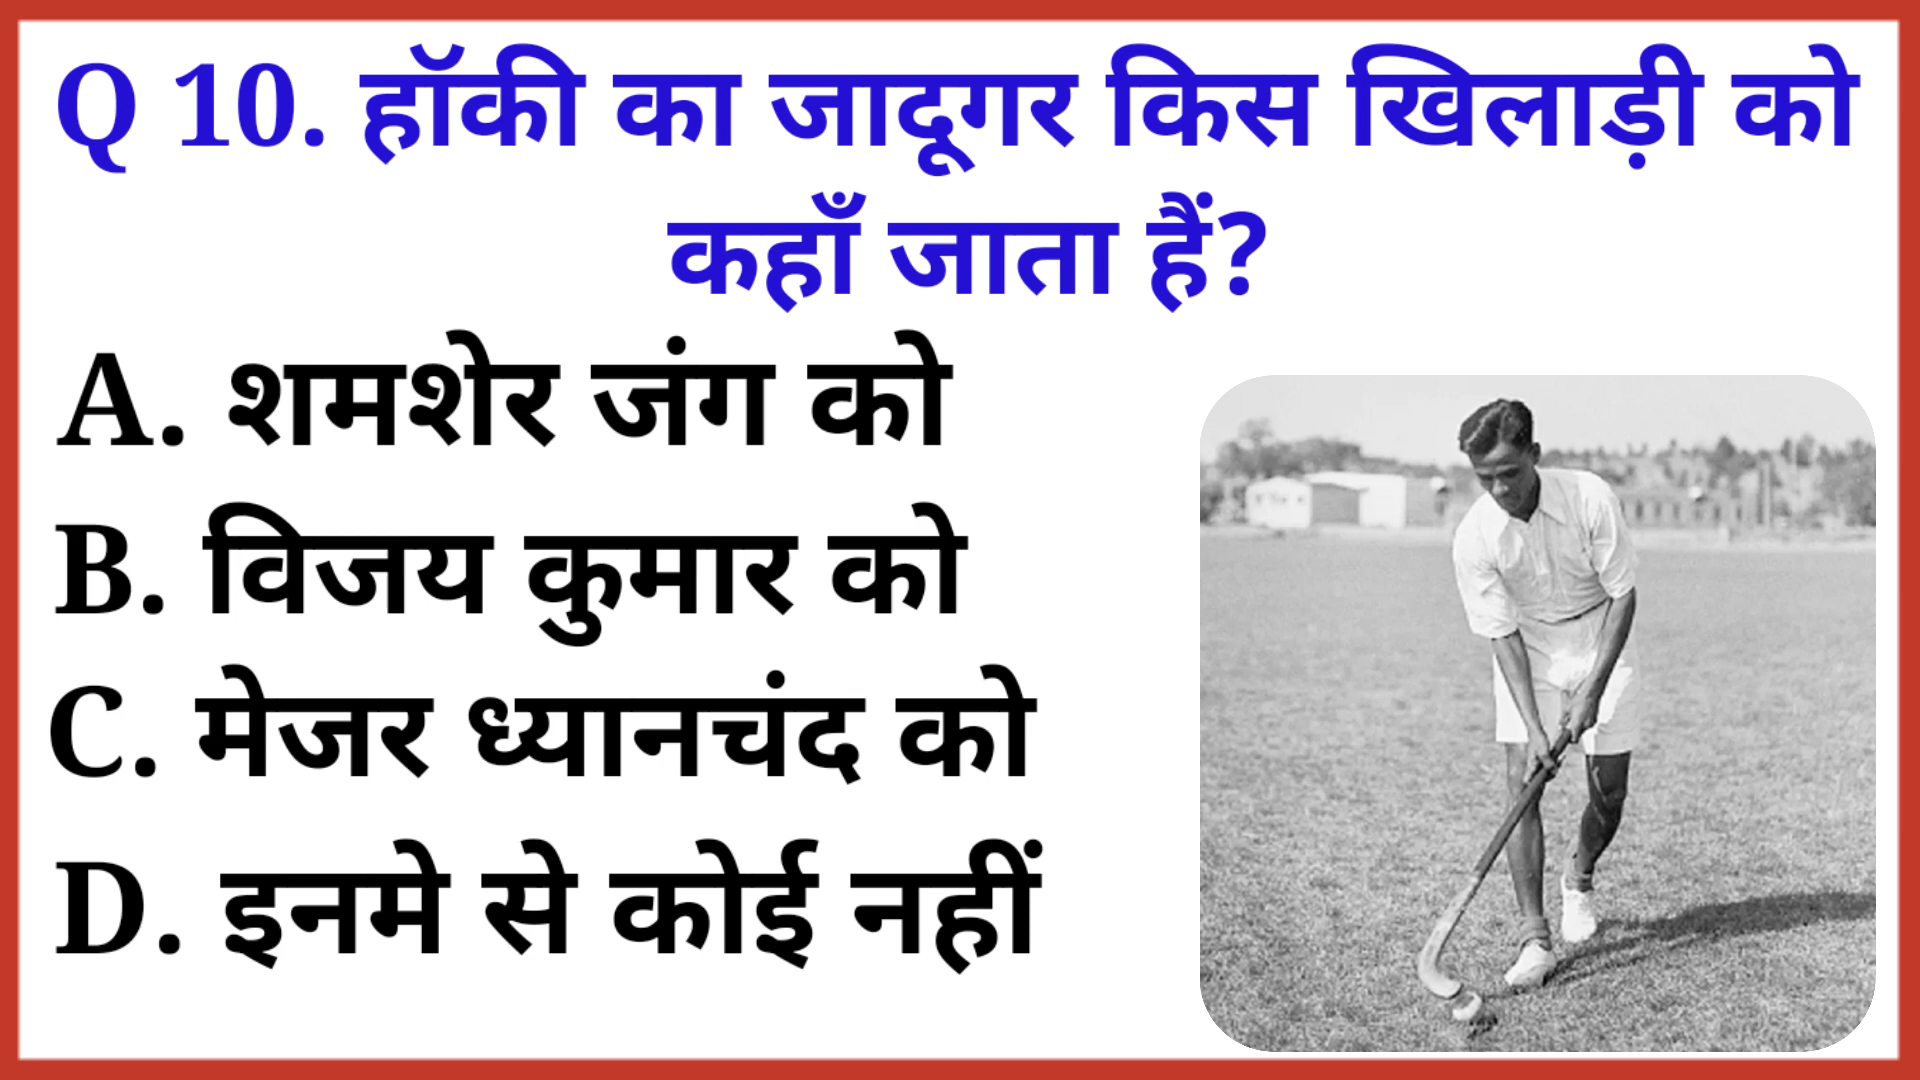 Q 10. हॉकी का जादूगर किस खिलाड़ी को
कहाँ जाता हैं?
A. शमशेर जंग को
B. विजय कुमार को
C. मेजर ध्यानचंद को
D. इनमे से कोई नहीं